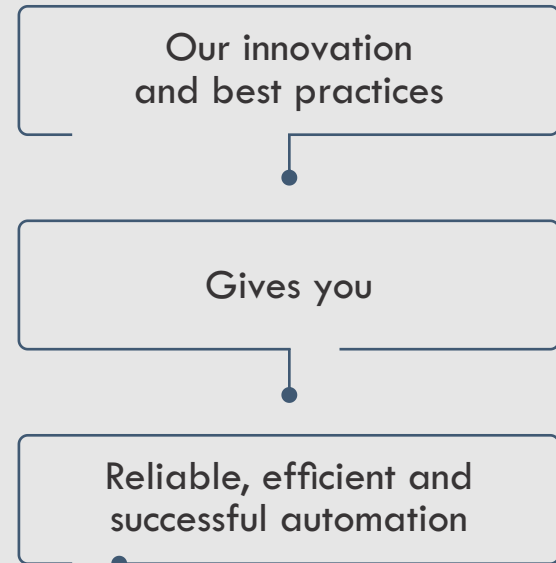 Our innovation
and best practices
Gives you
Reliable, efficient and
successful automation